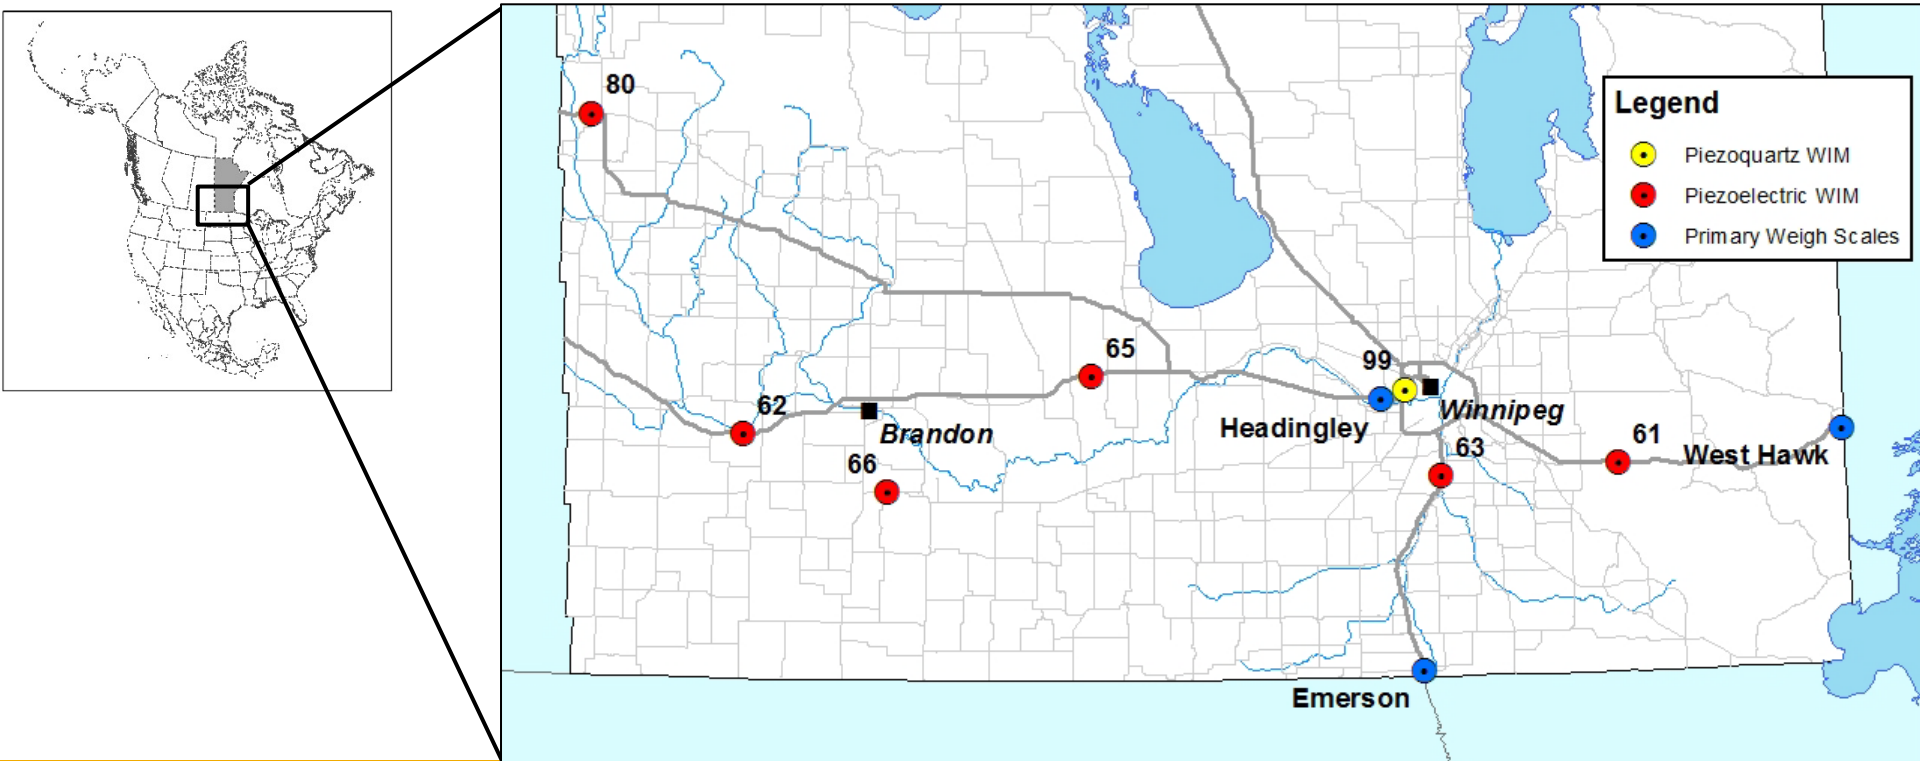 80
Legend
Piezoquartz WIM
Piezoelectric WIM
Primary Weigh Scales
65
99
62
Brandon
Winnipeg
Headingley
63
61
West Hawk
66
Emerson